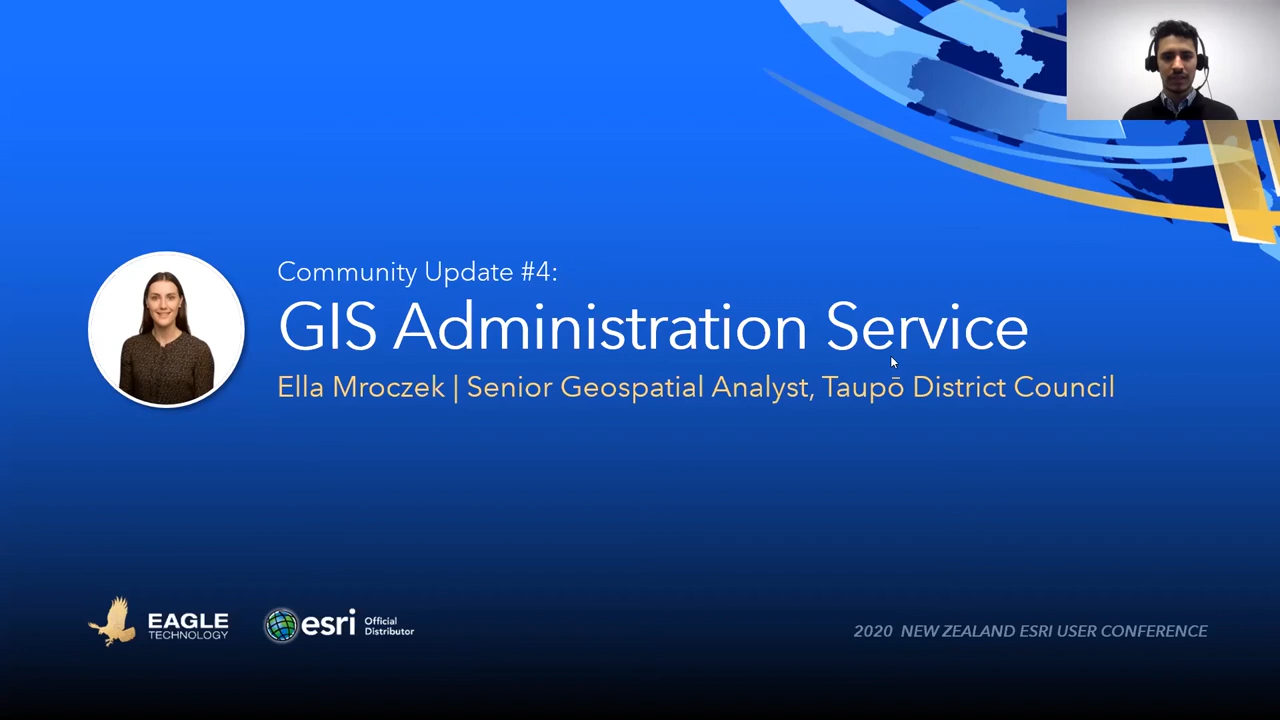 Community Update #4:
GIS Administration Service
Ella Mroczek | Senior Geospatial Analyst, Taupō District Council
EAGLE
TECHNOLOGY
esri
Official
Distributor
2020 NEW ZEALAND ESRI USER CONFERENCE